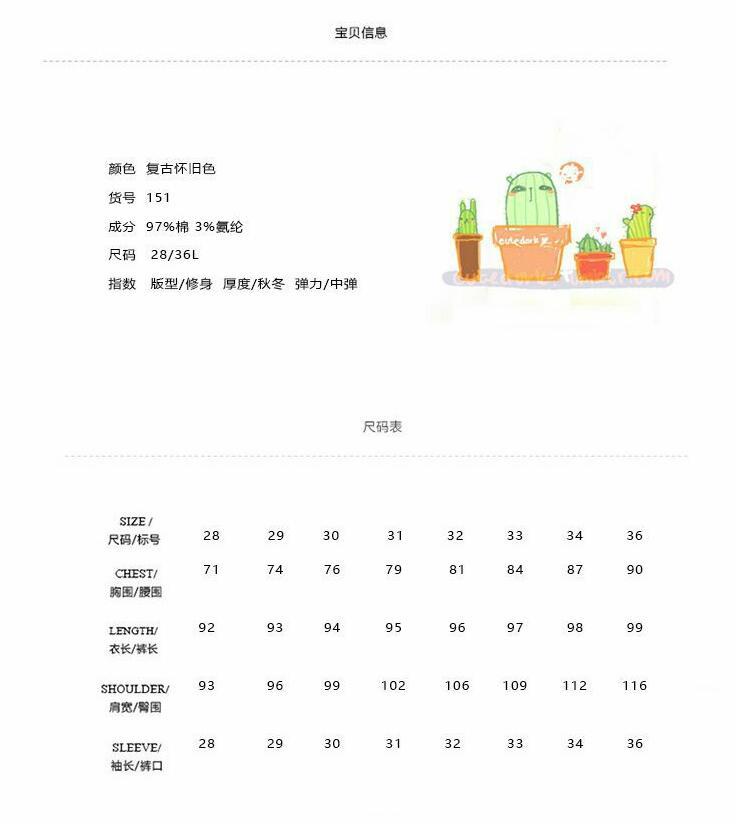 宝贝信息
颜色 复古怀旧色
货号 151
成分 97%棉 3%氨纶
尺码 28/36L
指数 版型/修身 厚度/秋冬 弹力/中弹
尺码表
SIZE /
尺码/标号 28 29 30 31 32 33 34 36
CHEST/ 71 74 76 79 81 84 87 90
胸围/腰围
LENGTH/ 92 93 94 95 96 97 98 99
衣长/裤长
SHOULDER/ 93 96 99 102 106 109 112 116
肩宽/臀围
SLEEVE/ 28 29 30 31 32 33 34 36
袖长/裤口